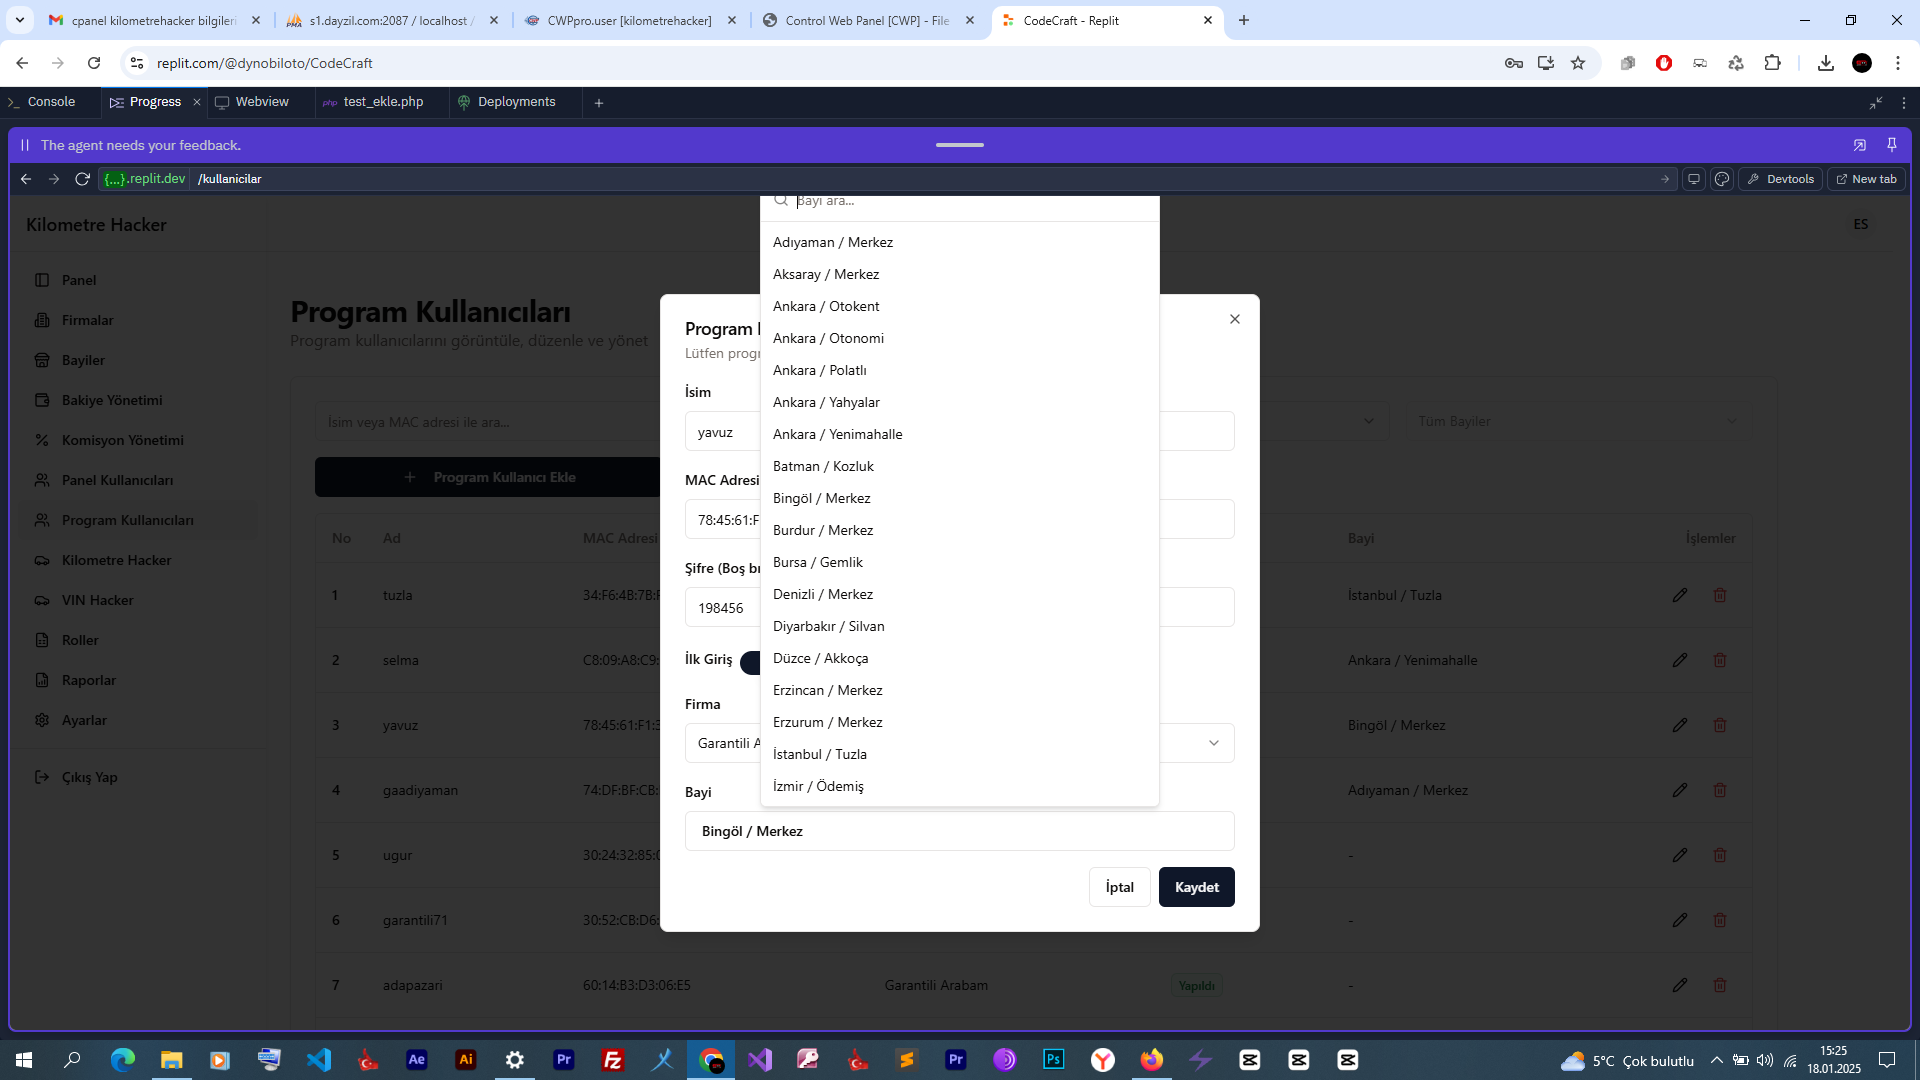 cpanel kilometrehacker bilgileri
s1.dayzil.com:2087 / localhost /
CWPpro.user [kilometrehacker]
Control Web Panel [CWP] - File
CodeCraft - Replit
replit.com/@dynobiloto/CodeCraft
Console
Progress
Webview
php test_ekle.php
Deployments
The agent needs your feedback.
{...}.replit.dev /kullanicilar
Devtools
New tab
Kilometre Hacker
ES
Panel
Firmalar
Bayiler
Bakiye Yönetimi
Komisyon Yönetimi
Panel Kullanıcıları
Program Kullanıcıları
Kilometre Hacker
VIN Hacker
Roller
Raporlar
Ayarlar
Çıkış Yap
Program Kullanıcıları
Program kullanıcılarını görüntüle, düzenle ve yönet
İsim veya MAC adresi ile ara...
Tüm Bayiler
Program Kullanıcı Ekle
No Ad MAC Adresi Bayi İşlemler
1 tuzla 34:F6:4B:7B: İstanbul / Tuzla
2 selma C8:09:A8:C9: Ankara / Yenimahalle
3 yavuz 78:45:61:F1: Bingöl / Merkez
4 gaadiyaman 74:DF:BF:CB: Adıyaman / Merkez
5 ugur 30:24:32:85: -
6 garantili71 30:52:CB:D6: -
7 adapazari 60:14:B3:D3:06:E5 Garantili Arabam Yapıldı -
Program
Lütfen
İsim
yavuz
MAC Adresi
78:45:61:F
Şifre (Boş
198456
İlk Giriş
Firma
Garantili
Bayi
Bingöl / Merkez
İptal
Kaydet
Bayi ara...
Adıyaman / Merkez
Aksaray / Merkez
Ankara / Otokent
Ankara / Otonomi
Ankara / Polatlı
Ankara / Yahyalar
Ankara / Yenimahalle
Batman / Kozluk
Bingöl / Merkez
Burdur / Merkez
Bursa / Gemlik
Denizli / Merkez
Diyarbakır / Silvan
Düzce / Akkoça
Erzincan / Merkez
Erzurum / Merkez
İstanbul / Tuzla
İzmir / Ödemiş
5°C Çok bulutlu
15:25
18.01.2025